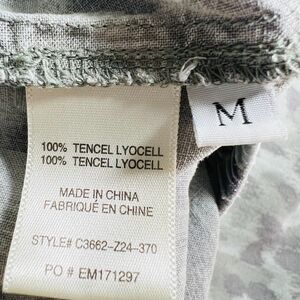 M
100% TENCEL LYOCELL
100% TENCEL LYOCELL
MADE IN CHINA
FABRIQUÉ EN CHINE
STYLE# C3662-Z24-370
PO # EM171297